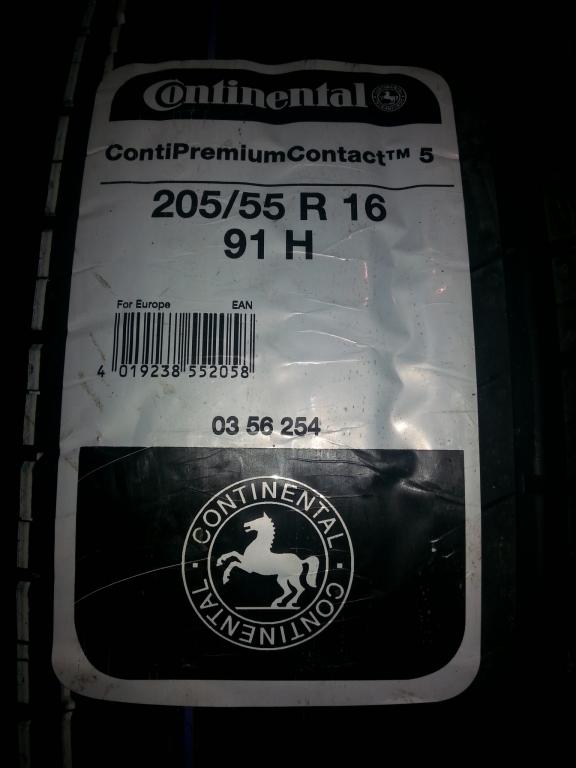 Continental
ContiPremiumContact™ 5
205/55 R 16
91 H
For Europe EAN
4 019238 552058
03 56 254
CONTINENTAL · CONTINENTAL ·